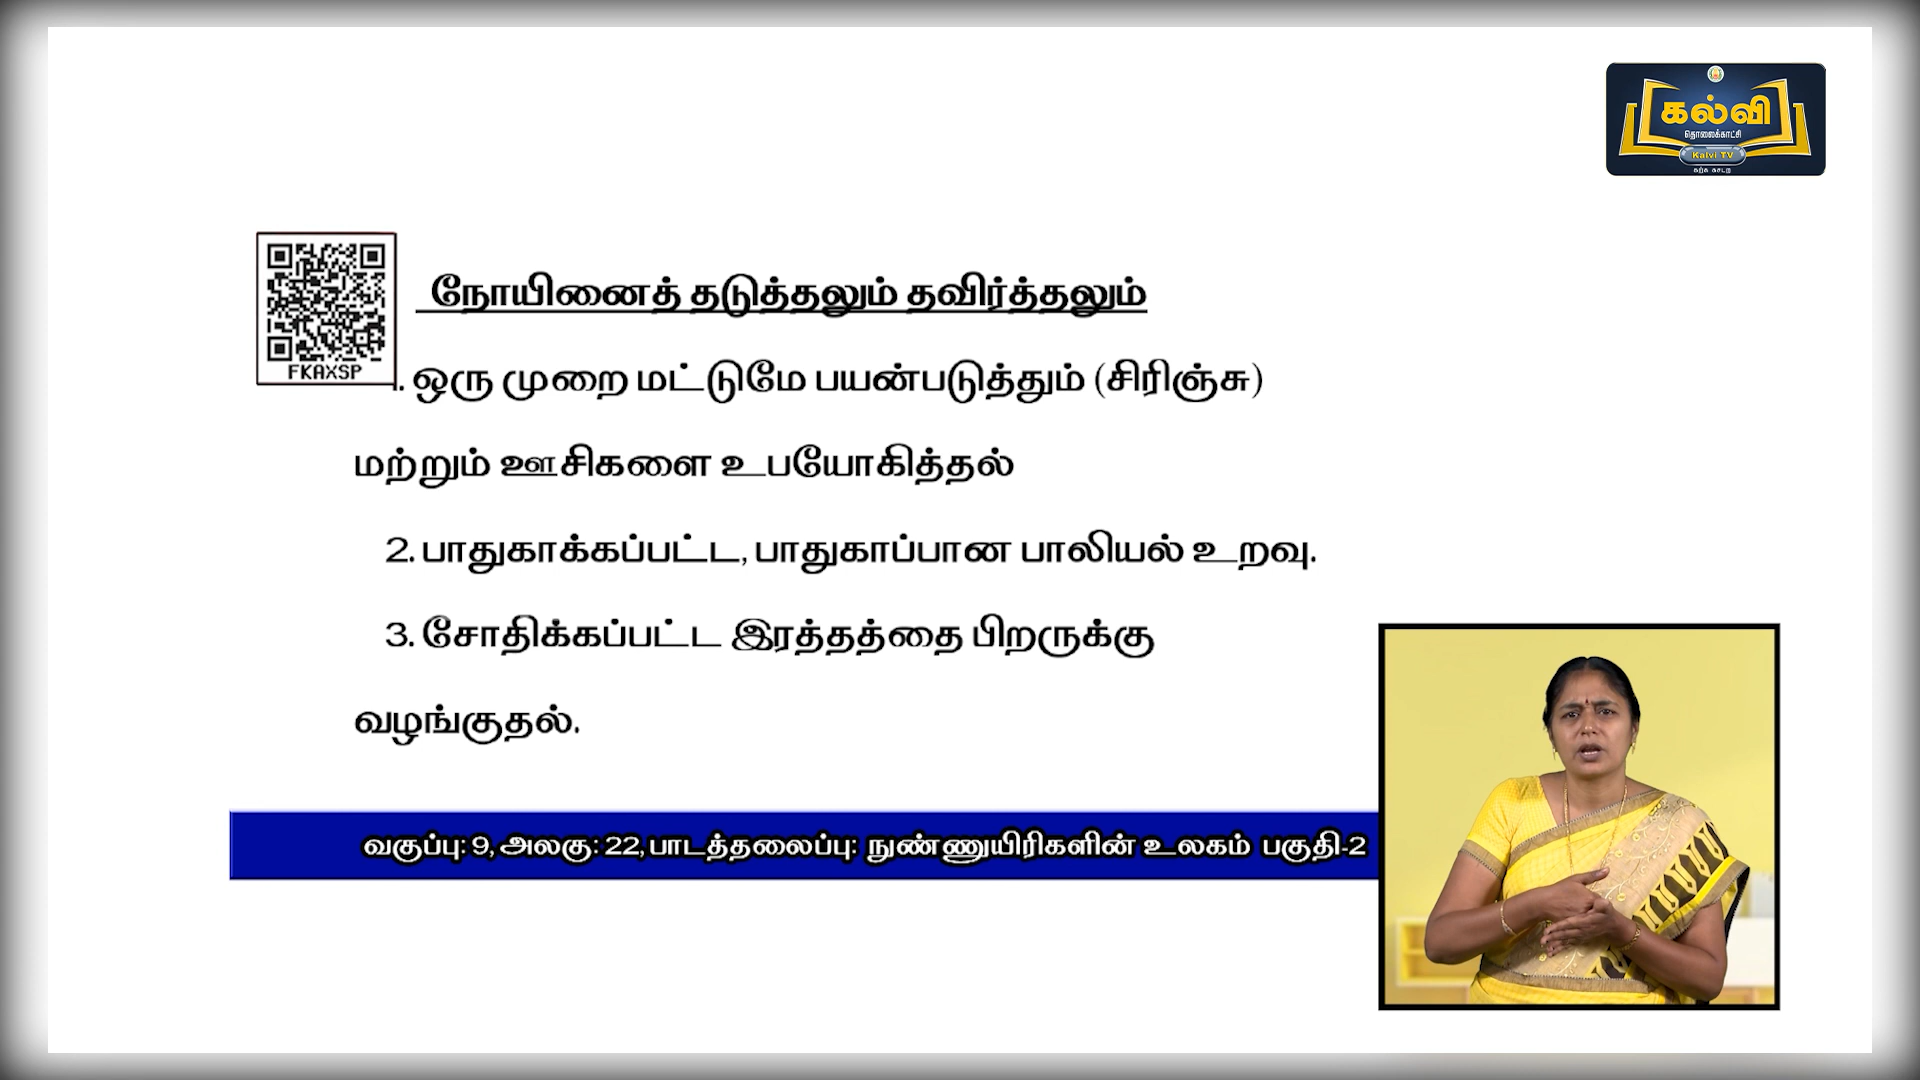 கல்வி
தொலைக்காட்சி
Kalvi TV
கற்க கசடற
நோயினைத் தடுத்தலும் தவிர்த்தலும்
FKAXSP
1. ஒரு முறை மட்டுமே பயன்படுத்தும் (சிரிஞ்சு)
மற்றும் ஊசிகளை உபயோகித்தல்
2. பாதுகாக்கப்பட்ட, பாதுகாப்பான பாலியல் உறவு.
3. சோதிக்கப்பட்ட இரத்தத்தை பிறருக்கு
வழங்குதல்.
வகுப்பு: 9, அலகு: 22, பாடத்தலைப்பு: நுண்ணுயிரிகளின் உலகம் பகுதி-2